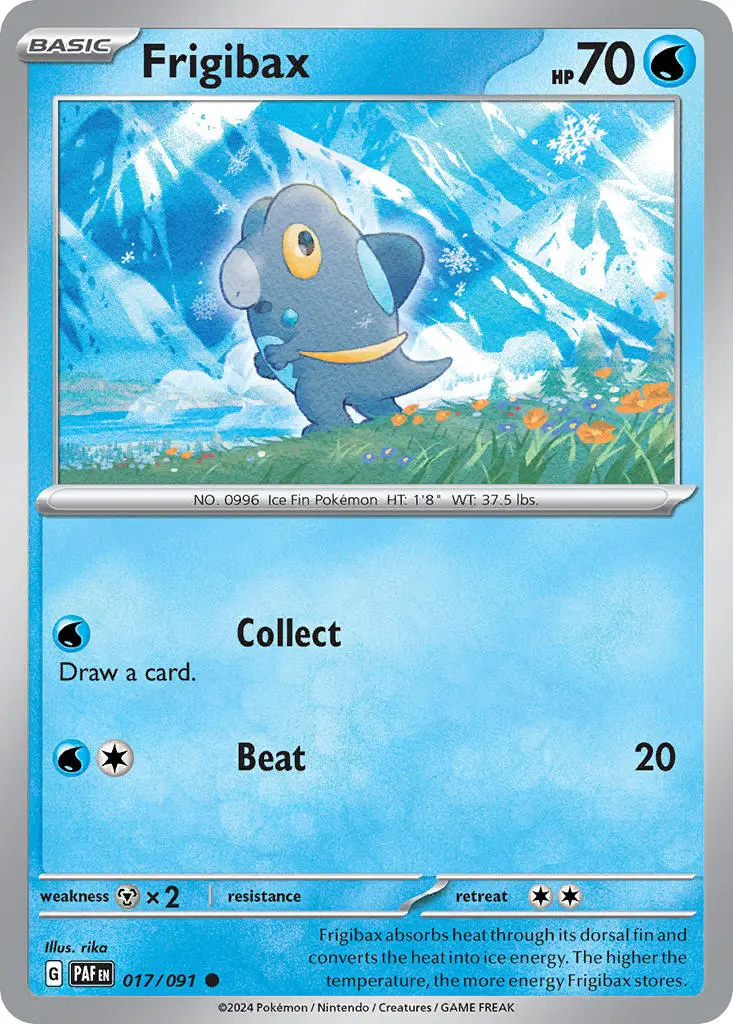 BASIC
Frigibax
HP 70
NO. 0996 Ice Fin Pokémon HT: 1'8" WT: 37.5 lbs.
Collect
Draw a card.
Beat 20
weakness ×2 resistance retreat
Illus. rika
G PAF EN 017/091
Frigibax absorbs heat through its dorsal fin and
converts the heat into ice energy. The higher the
temperature, the more energy Frigibax stores.
©2024 Pokémon / Nintendo / Creatures / GAME FREAK